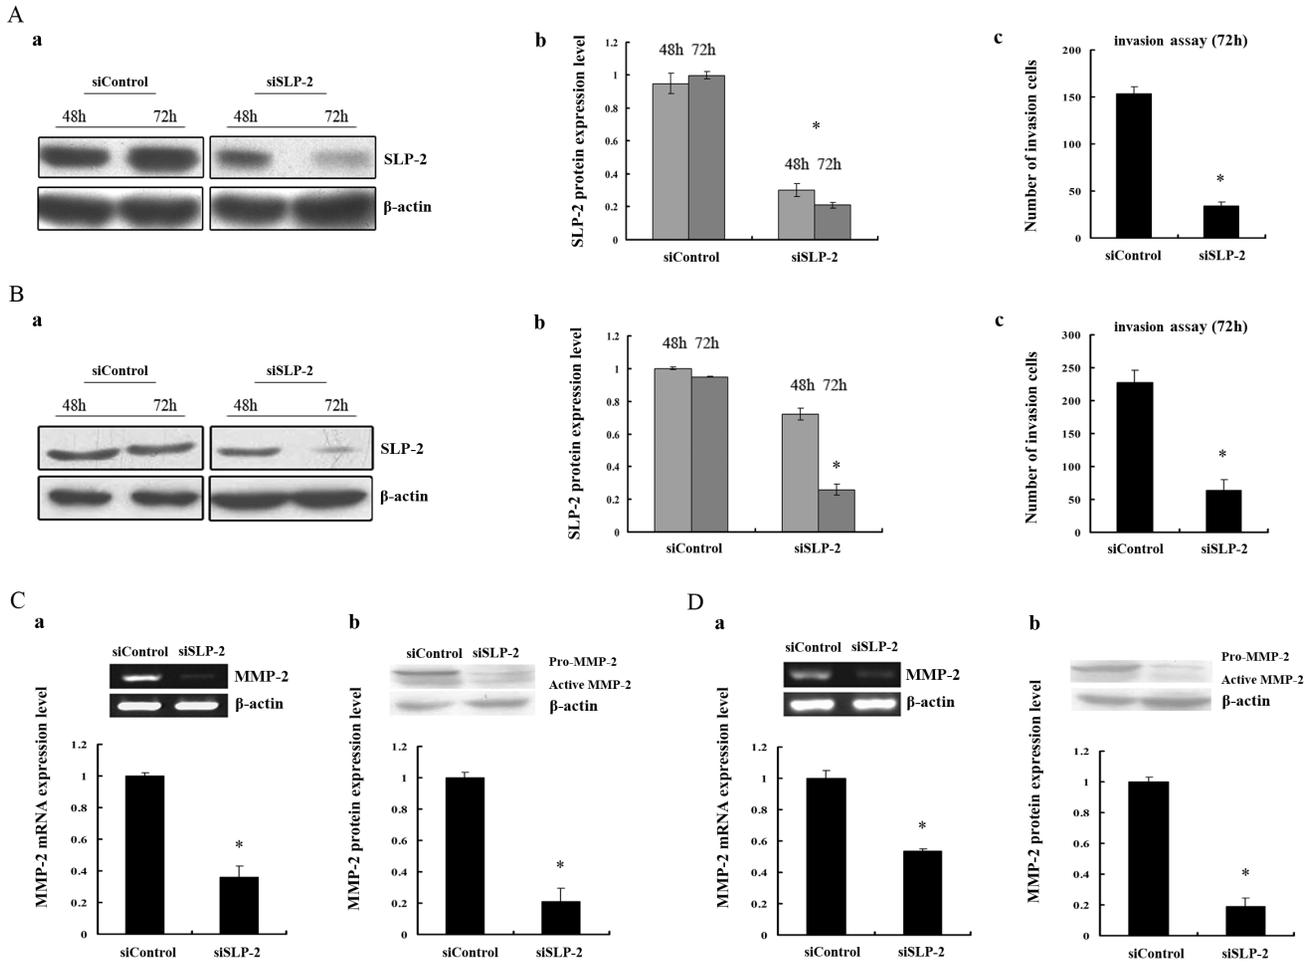 A
a
siControl siSLP-2
48h 72h 48h 72h
SLP-2
β-actin
b
SLP-2 protein expression level
1.2
1
0.8
0.6
0.4
0.2
0
48h 72h
*
48h 72h
siControl siSLP-2
c
invasion assay (72h)
Number of invasion cells
200
150
100
50
0
*
siControl siSLP-2
B
a
siControl siSLP-2
48h 72h 48h 72h
SLP-2
β-actin
b
SLP-2 protein expression level
1.2
1
0.8
0.6
0.4
0.2
0
48h 72h
48h 72h
*
siControl siSLP-2
c
invasion assay (72h)
Number of invasion cells
300
250
200
150
100
50
0
*
siControl siSLP-2
C
a
siControl siSLP-2
MMP-2
β-actin
MMP-2 mRNA expression level
1.2
1
0.8
0.6
0.4
0.2
0
*
siControl siSLP-2
b
siControl siSLP-2
Pro-MMP-2
Active MMP-2
β-actin
MMP-2 protein expression level
1.2
1
0.8
0.6
0.4
0.2
0
*
siControl siSLP-2
D
a
siControl siSLP-2
MMP-2
β-actin
MMP-2 mRNA expression level
1.2
1
0.8
0.6
0.4
0.2
0
*
siControl siSLP-2
b
Pro-MMP-2
Active MMP-2
β-actin
MMP-2 protein expression level
1.2
1
0.8
0.6
0.4
0.2
0
*
siControl siSLP-2